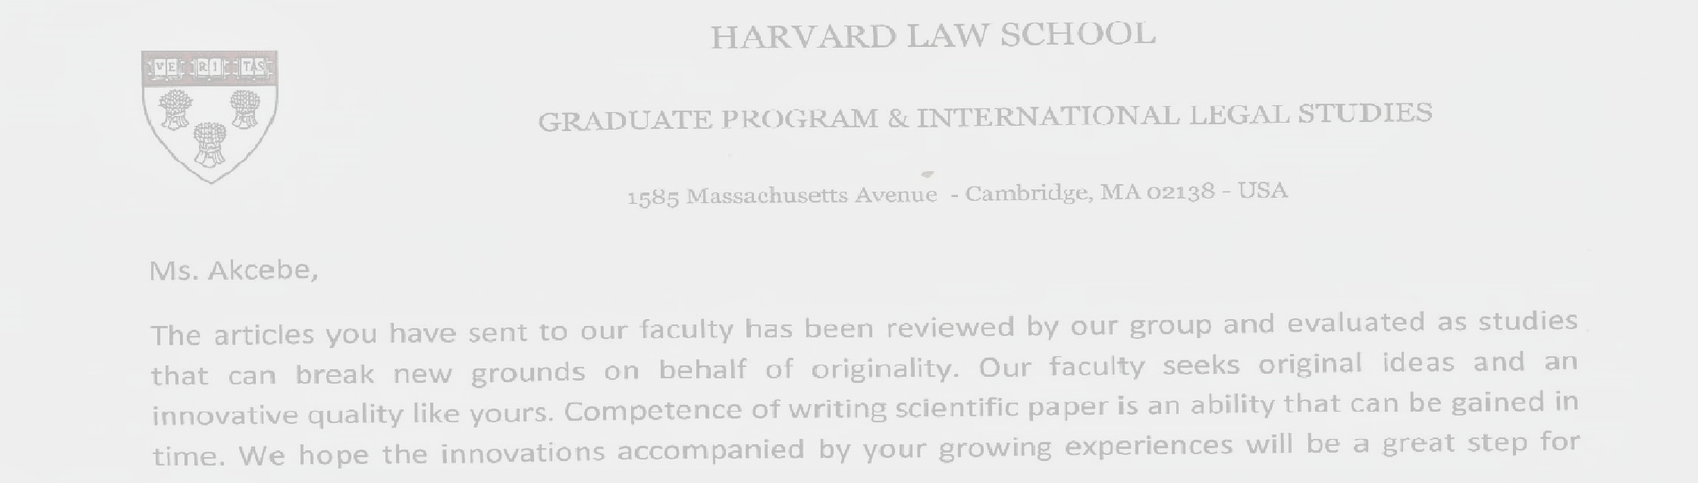 HARVARD LAW SCHOOL
VE RI TAS
GRADUATE PROGRAM & INTERNATIONAL LEGAL STUDIES
1585 Massachusetts Avenue - Cambridge, MA 02138 - USA
Ms. Akcebe,
The articles you have sent to our faculty has been reviewed by our group and evaluated as studies
that can break new grounds on behalf of originality. Our faculty seeks original ideas and an
innovative quality like yours. Competence of writing scientific paper is an ability that can be gained in
time. We hope the innovations accompanied by your growing experiences will be a great step for